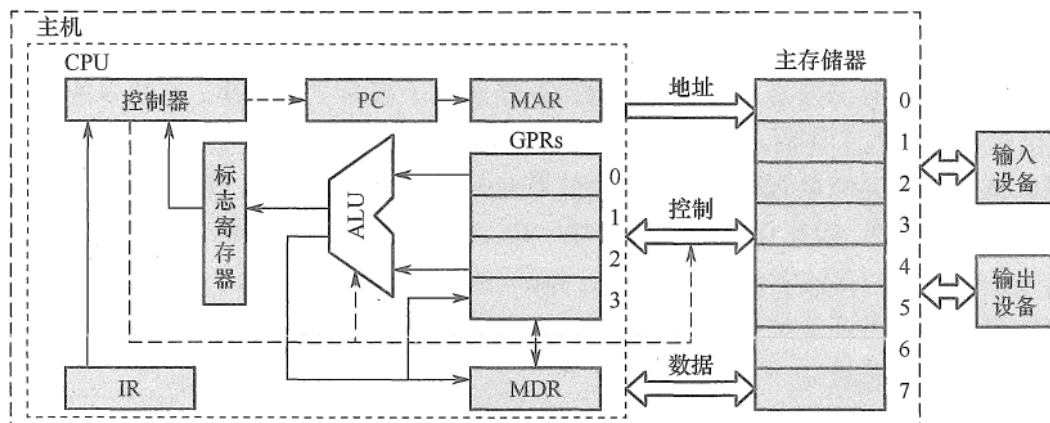 主机
CPU
控制器
PC
MAR
地址
主存储器
GPRs
标志寄存器
ALU
0
1
2
3
控制
0
1
2
3
4
5
6
7
输入
设备
输出
设备
IR
MDR
数据